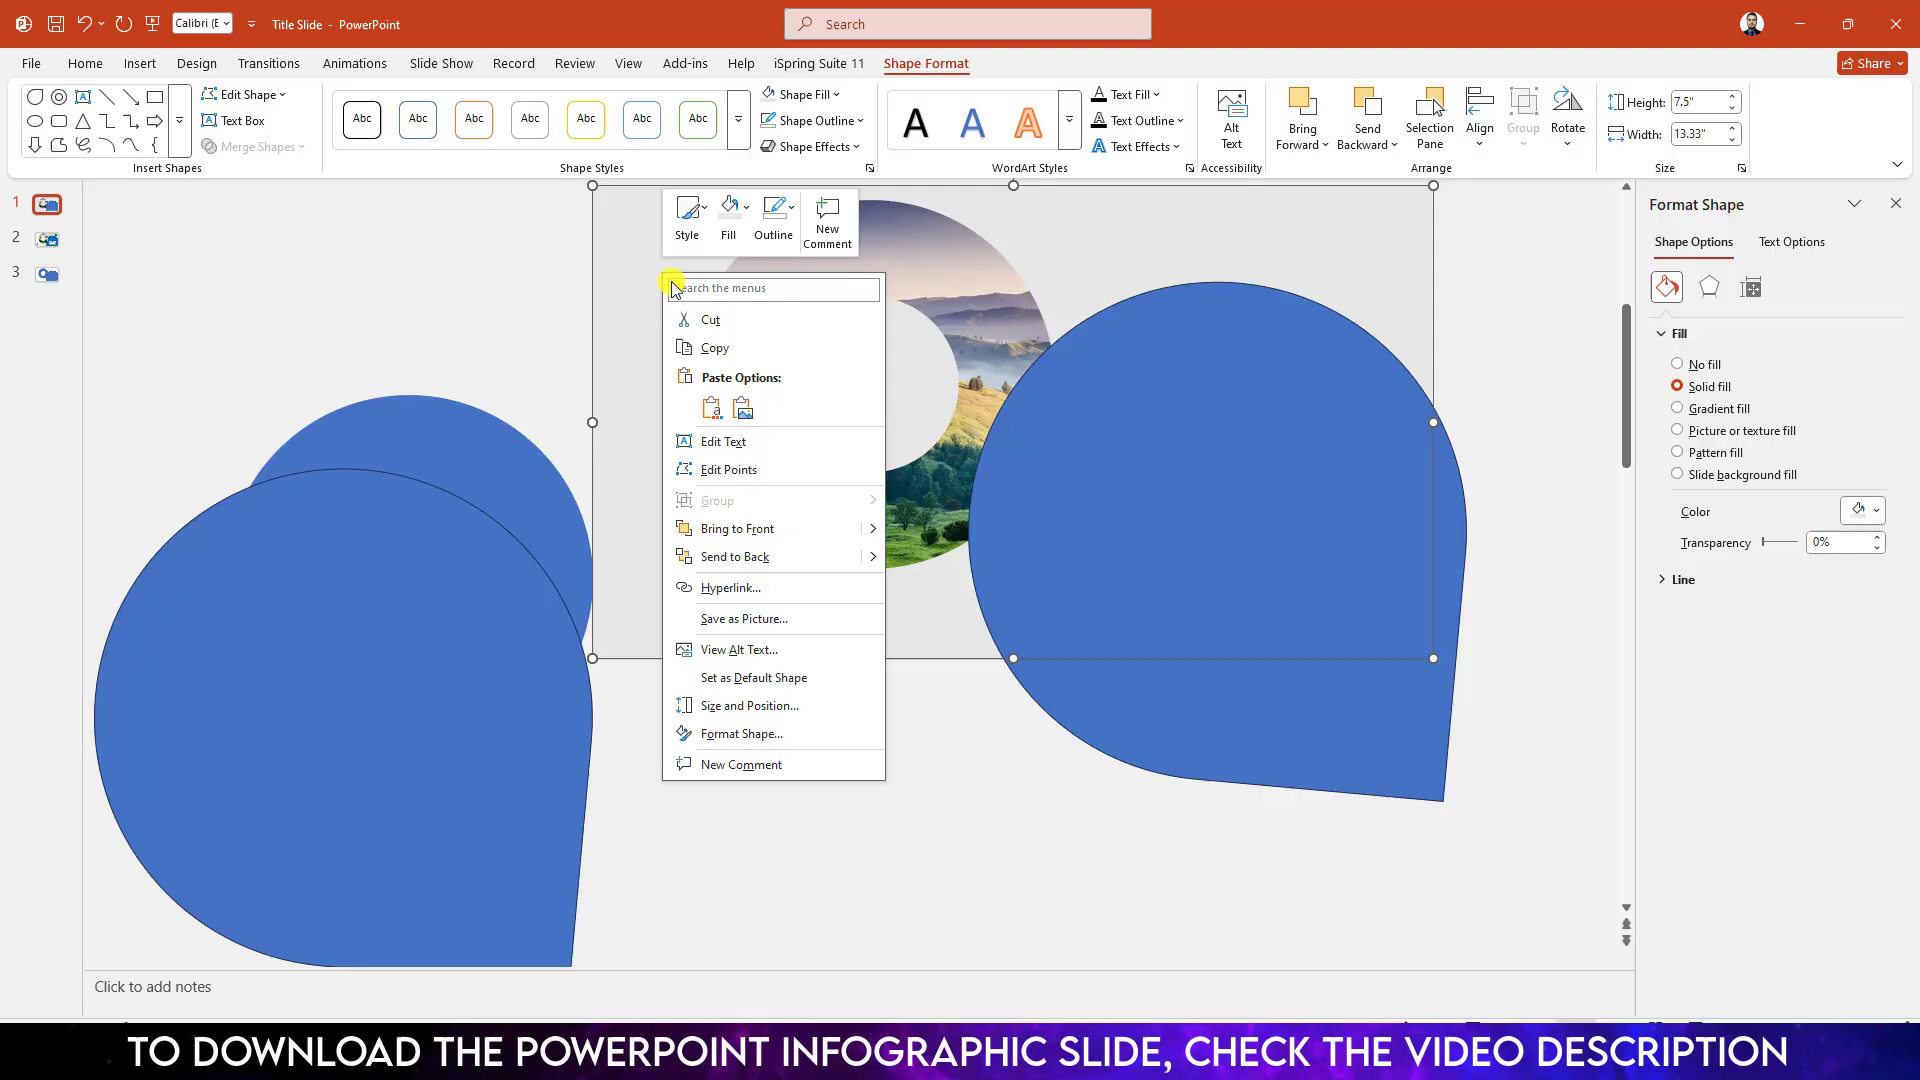 Calibri (E
Title Slide - PowerPoint
Search
File
Home
Insert
Design
Transitions
Animations
Slide Show
Record
Review
View
Add-ins
Help
iSpring Suite 11
Shape Format
Share
Edit Shape
Text Box
Merge Shapes
Insert Shapes
Abc
Abc
Abc
Abc
Abc
Abc
Abc
Shape Fill
Shape Outline
Shape Effects
Shape Styles
A
A
A
Text Fill
Text Outline
Text Effects
WordArt Styles
Alt
Text
Accessibility
Bring
Forward
Send
Backward
Selection
Pane
Align
Group
Rotate
Arrange
Height:
7.5"
Width:
13.33"
Size
1
2
3
Style
Fill
Outline
New
Comment
earch the menus
Cut
Copy
Paste Options:
Edit Text
Edit Points
Group
Bring to Front
Send to Back
Hyperlink...
Save as Picture...
View Alt Text...
Set as Default Shape
Size and Position...
Format Shape...
New Comment
Format Shape
Shape Options
Text Options
Fill
No fill
Solid fill
Gradient fill
Picture or texture fill
Pattern fill
Slide background fill
Color
Transparency
0%
Line
Click to add notes
TO DOWNLOAD THE POWERPOINT INFOGRAPHIC SLIDE, CHECK THE VIDEO DESCRIPTION